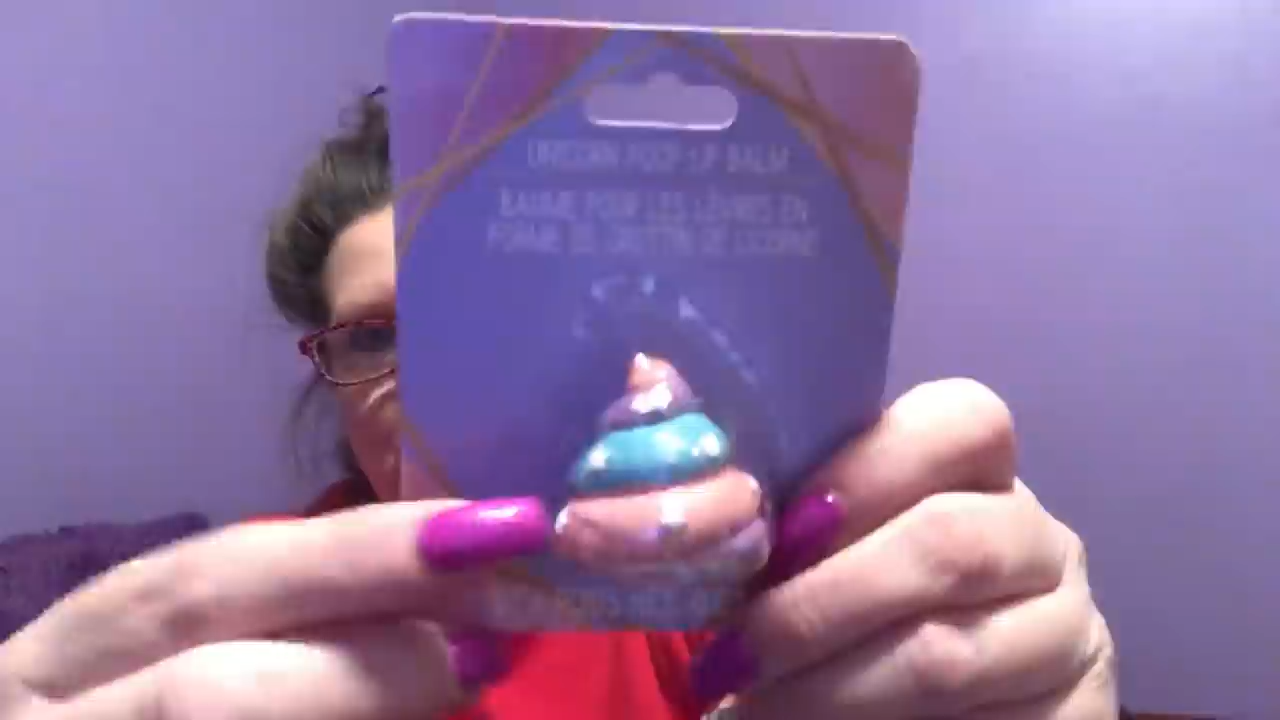 UNICORN POOP LIP BALM
BAUME POUR LES LÈVRES EN
FORME DE CROTTIN DE LICORNE